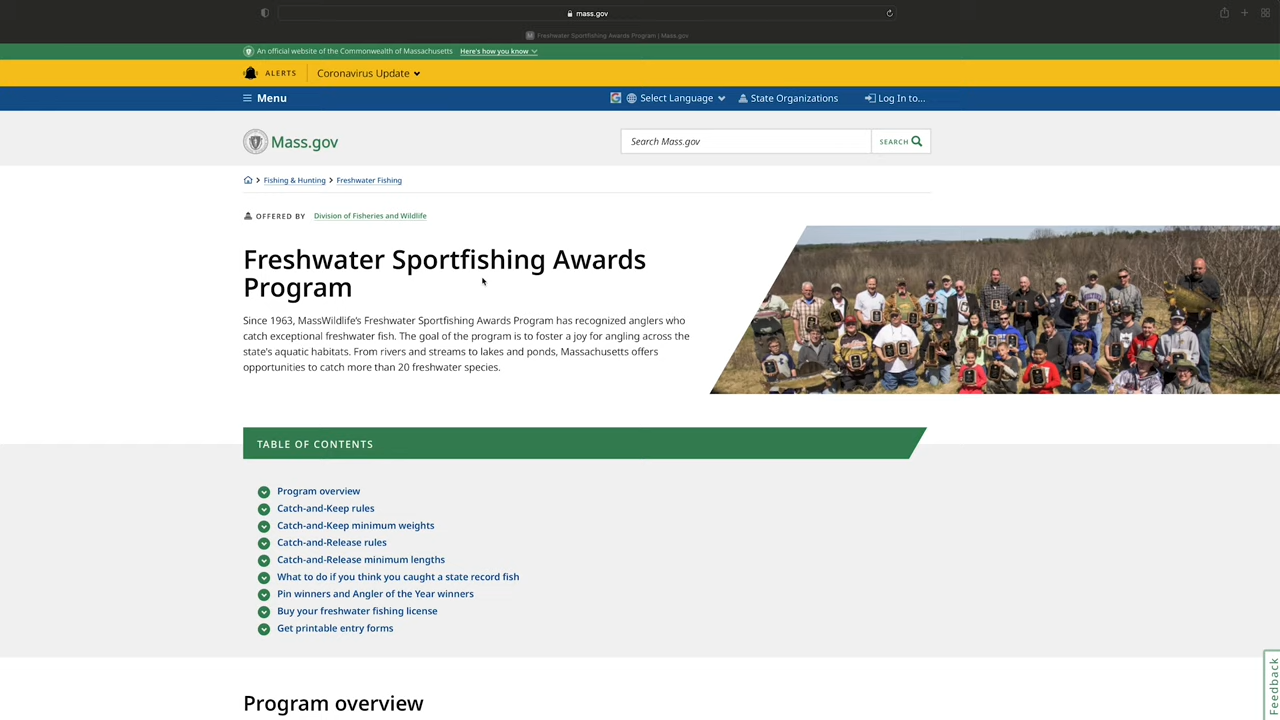 mass.gov
Freshwater Sportfishing Awards Program | Mass.gov
An official website of the Commonwealth of Massachusetts Here's how you know
ALERTS Coronavirus Update
Menu Select Language State Organizations Log In to...
Mass.gov Search Mass.gov SEARCH
Fishing & Hunting Freshwater Fishing
OFFERED BY Division of Fisheries and Wildlife
Freshwater Sportfishing Awards
Program
Since 1963, MassWildlife's Freshwater Sportfishing Awards Program has recognized anglers who
catch exceptional freshwater fish. The goal of the program is to foster a joy for angling across the
state's aquatic habitats. From rivers and streams to lakes and ponds, Massachusetts offers
opportunities to catch more than 20 freshwater species.
TABLE OF CONTENTS
Program overview
Catch-and-Keep rules
Catch-and-Keep minimum weights
Catch-and-Release rules
Catch-and-Release minimum lengths
What to do if you think you caught a state record fish
Pin winners and Angler of the Year winners
Buy your freshwater fishing license
Get printable entry forms
Feedback
Program overview